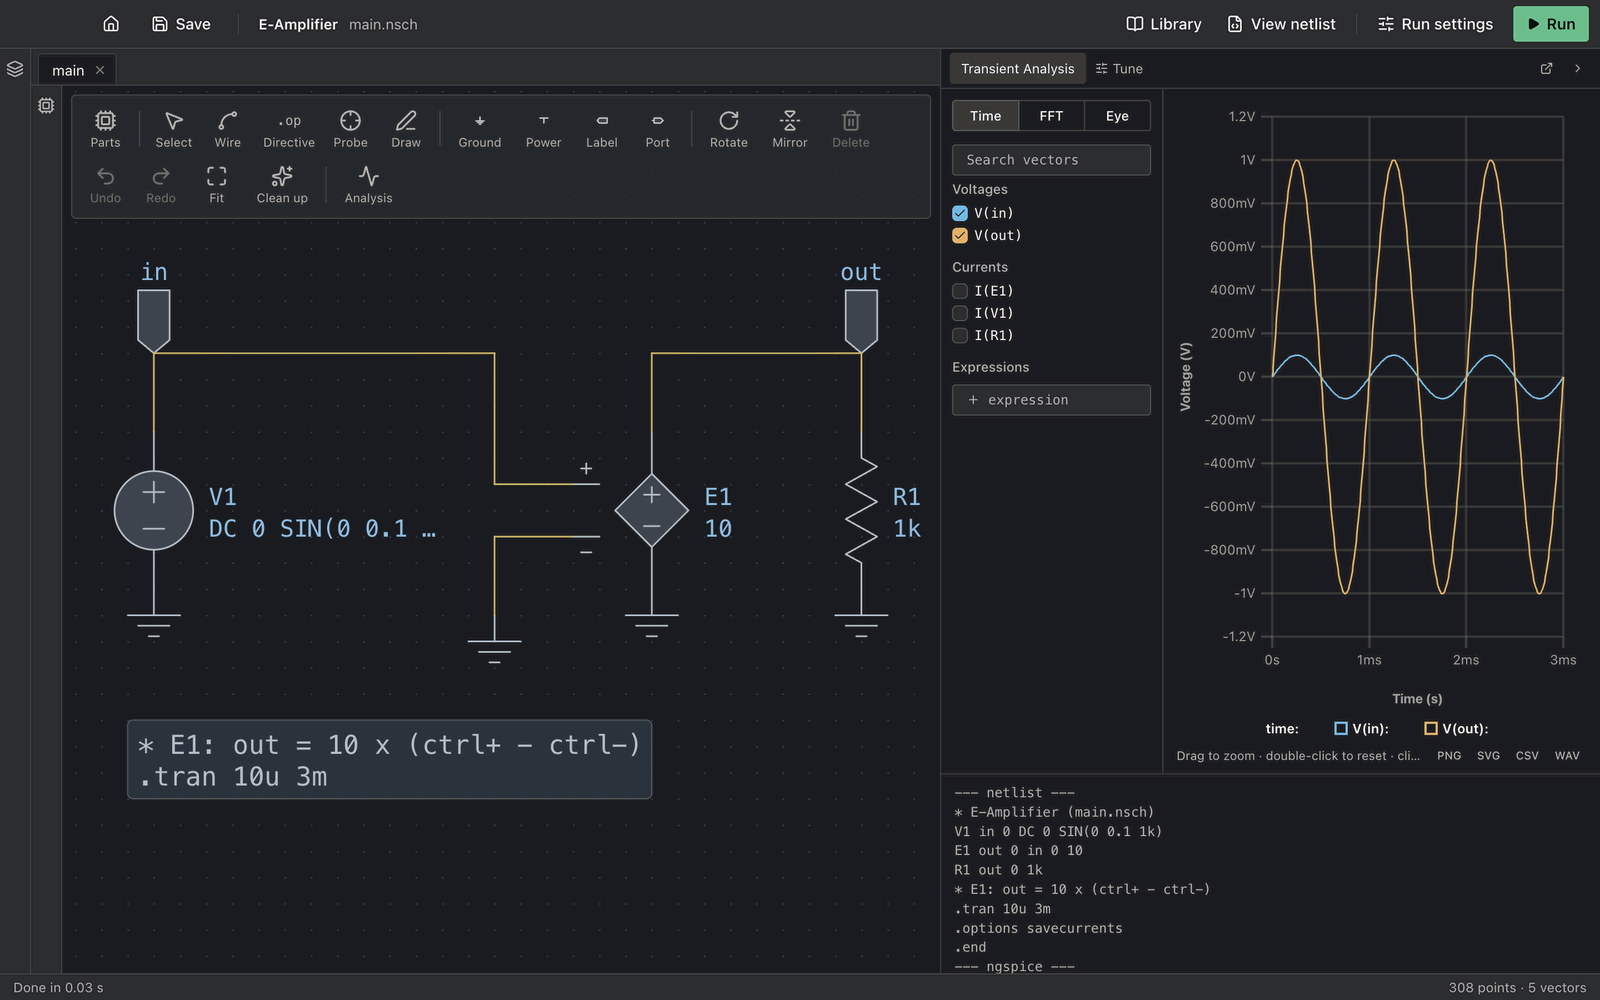 Save
E-Amplifier main.nsch
Library
View netlist
Run settings
Run
main
Parts
Select
Wire
.op
Directive
Probe
Draw
Ground
Power
Label
Port
Rotate
Mirror
Delete
Undo
Redo
Fit
Clean up
Analysis
in
out
V1
DC 0 SIN(0 0.1 …
+
−
E1
10
R1
1k
* E1: out = 10 x (ctrl+ − ctrl−)
.tran 10u 3m
Transient Analysis
Tune
Time
FFT
Eye
Search vectors
Voltages
V(in)
V(out)
Currents
I(E1)
I(V1)
I(R1)
Expressions
+ expression
1.2V
1V
800mV
600mV
400mV
200mV
0V
-200mV
-400mV
-600mV
-800mV
-1V
-1.2V
Voltage (V)
0s
1ms
2ms
3ms
Time (s)
time:
V(in):
V(out):
Drag to zoom · double-click to reset · cli…
PNG
SVG
CSV
WAV
--- netlist ---
* E-Amplifier (main.nsch)
V1 in 0 DC 0 SIN(0 0.1 1k)
E1 out 0 in 0 10
R1 out 0 1k
* E1: out = 10 x (ctrl+ − ctrl−)
.tran 10u 3m
.options savecurrents
.end
--- ngspice ---
Done in 0.03 s
308 points · 5 vectors